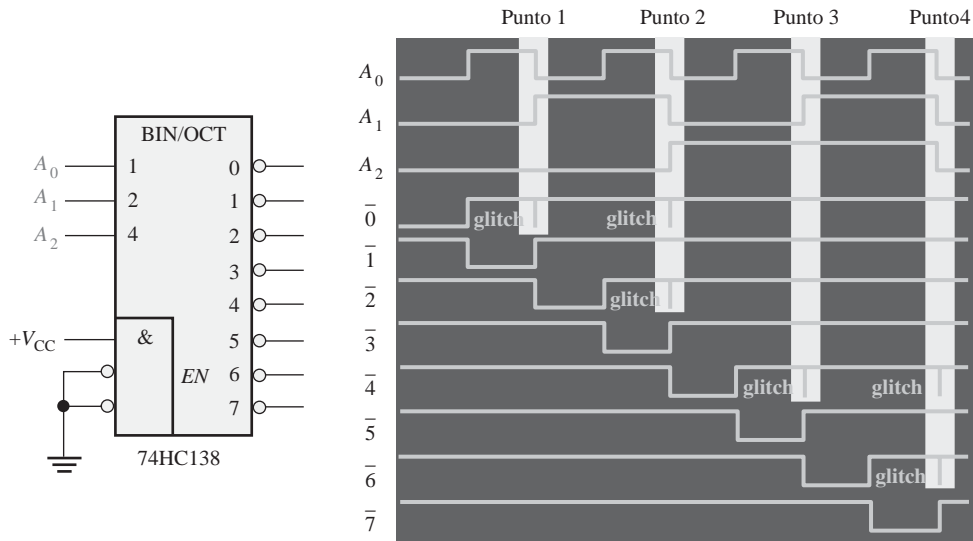 Punto 1 Punto 2 Punto 3 Punto4
BIN/OCT
A0 1 0
A1 2 1
A2 4 2
3
4
+VCC & 5
EN 6
7
74HC138
A0
A1
A2
0̅ glitch glitch
1̅
2̅ glitch
3̅
4̅ glitch glitch
5̅
6̅ glitch
7̅